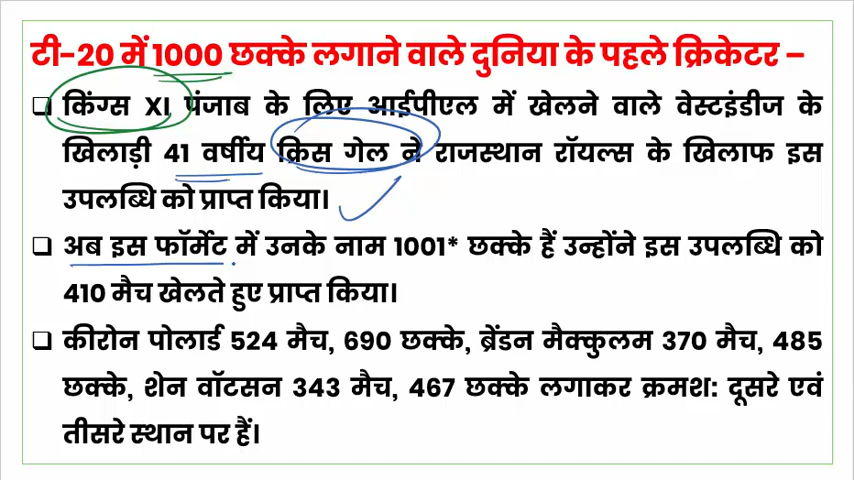 टी-20 में 1000 छक्के लगाने वाले दुनिया के पहले क्रिकेटर –
❑ किंग्स XI पंजाब के लिए आईपीएल में खेलने वाले वेस्टइंडीज के
खिलाड़ी 41 वर्षीय क्रिस गेल ने राजस्थान रॉयल्स के खिलाफ इस
उपलब्धि को प्राप्त किया।
❑ अब इस फॉर्मेट में उनके नाम 1001* छक्के हैं उन्होंने इस उपलब्धि को
410 मैच खेलते हुए प्राप्त किया।
❑ कीरोन पोलार्ड 524 मैच, 690 छक्के, ब्रेंडन मैक्कुलम 370 मैच, 485
छक्के, शेन वॉटसन 343 मैच, 467 छक्के लगाकर क्रमश: दूसरे एवं
तीसरे स्थान पर हैं।